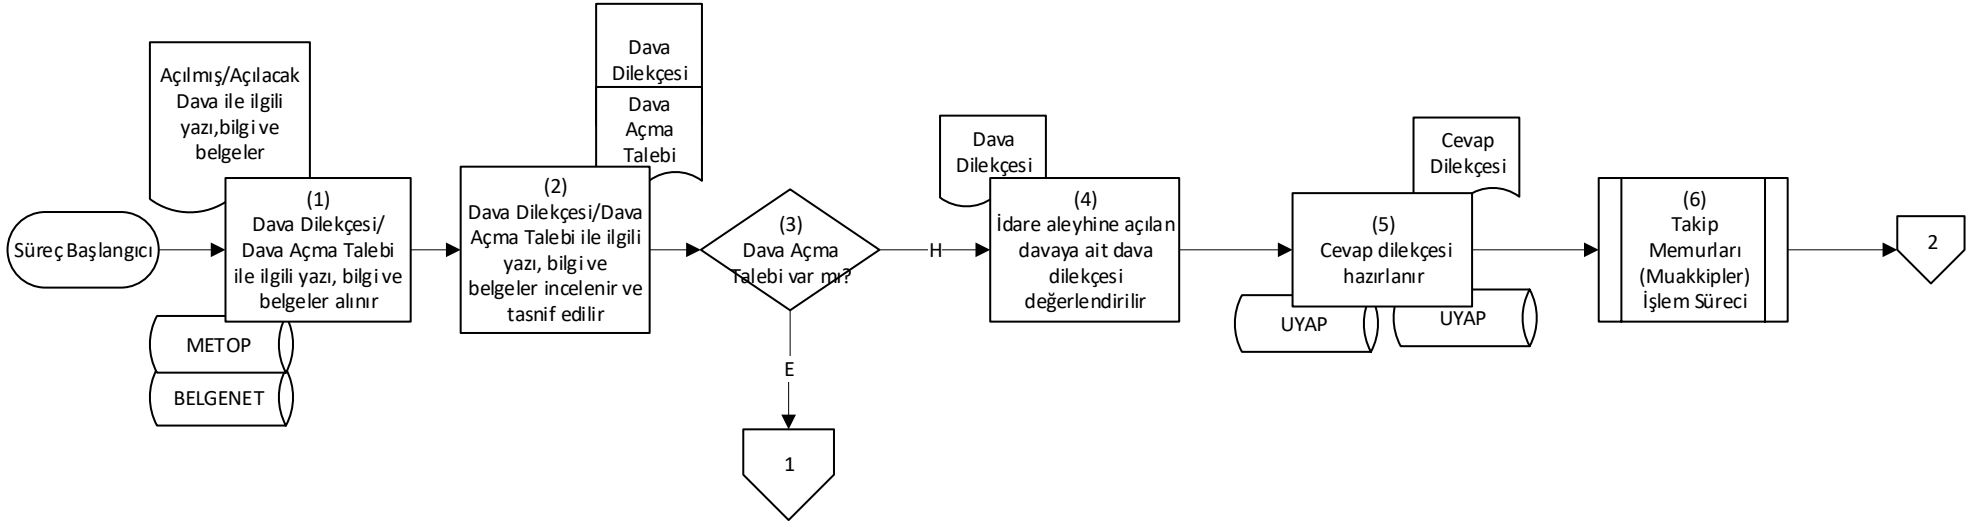 Süreç Başlangıcı
Açılmış/Açılacak
Dava ile ilgili
yazı,bilgi ve
belgeler
(1)
Dava Dilekçesi/
Dava Açma Talebi
ile ilgili yazı, bilgi ve
belgeler alınır
METOP
BELGENET
Dava
Dilekçesi
Dava
Açma
Talebi
(2)
Dava Dilekçesi/Dava
Açma Talebi ile ilgili
yazı, bilgi ve
belgeler incelenir ve
tasnif edilir
(3)
Dava Açma
Talebi var mı?
E
1
H
Dava
Dilekçesi
(4)
İdare aleyhine açılan
davaya ait dava
dilekçesi
değerlendirilir
Cevap
Dilekçesi
(5)
Cevap dilekçesi
hazırlanır
UYAP
UYAP
(6)
Takip
Memurları
(Muakkipler)
İşlem Süreci
2